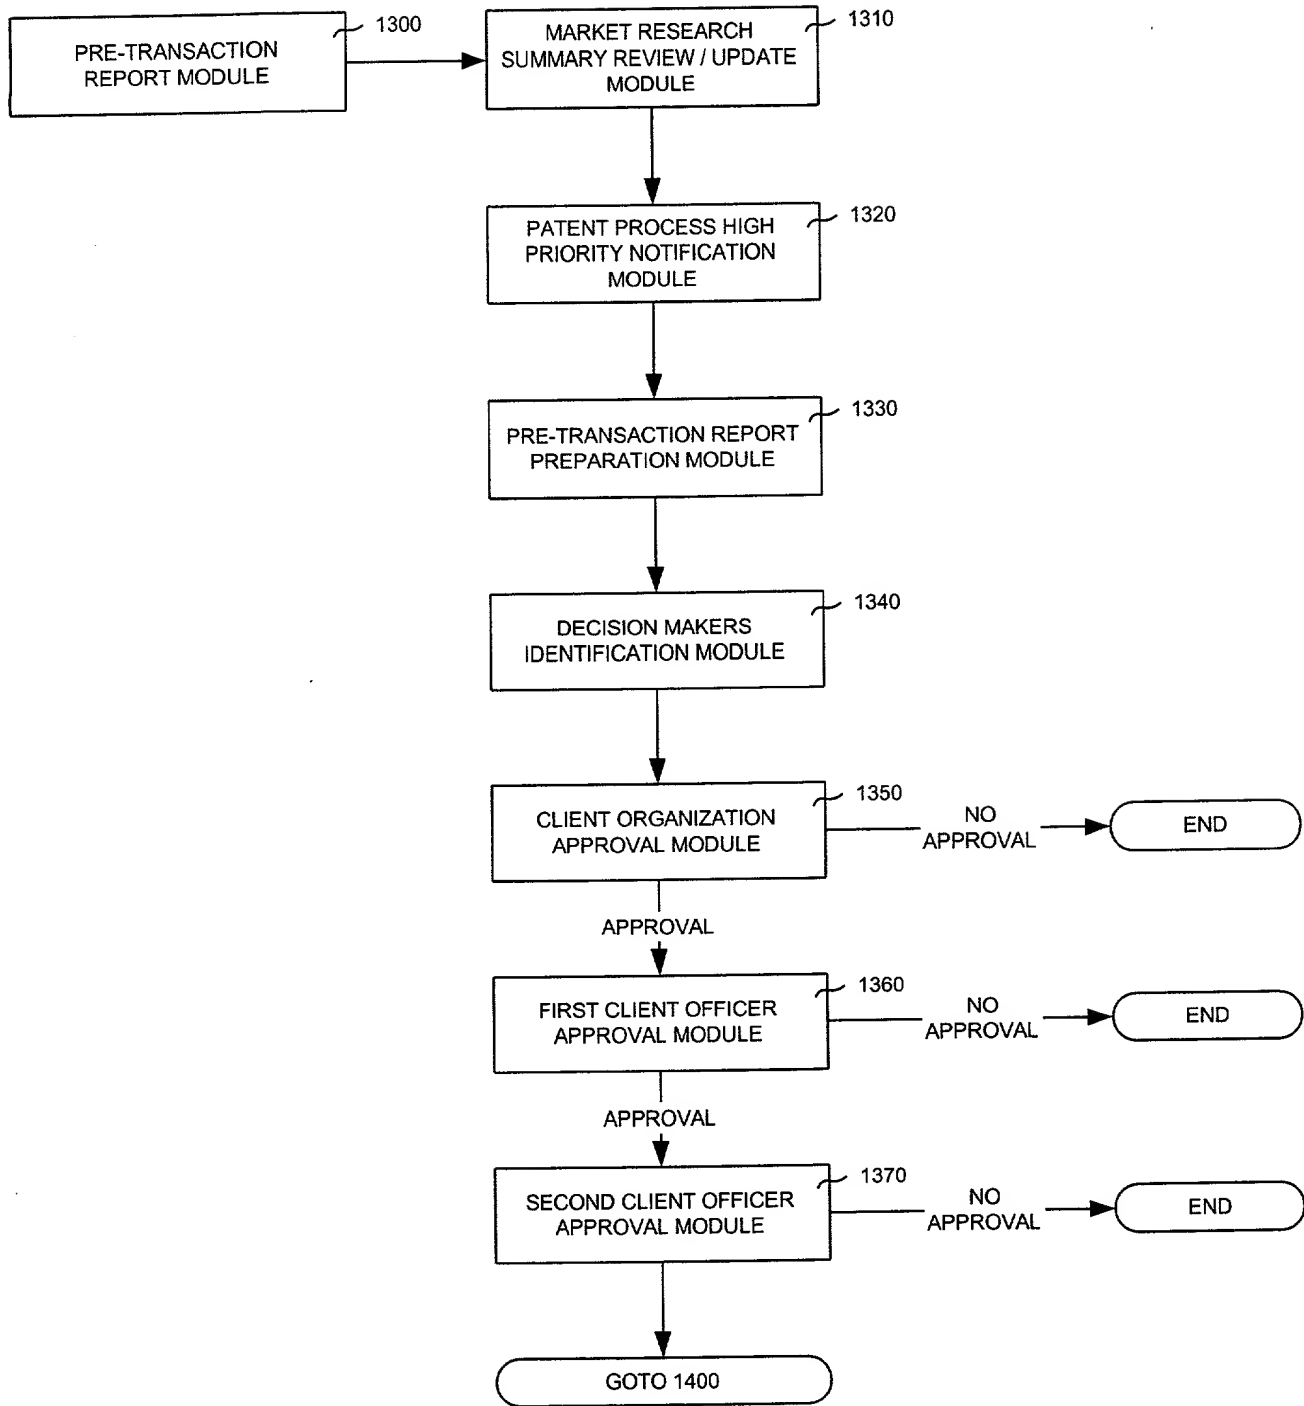 PRE-TRANSACTION
REPORT MODULE
1300
MARKET RESEARCH
SUMMARY REVIEW / UPDATE
MODULE
1310
PATENT PROCESS HIGH
PRIORITY NOTIFICATION
MODULE
1320
PRE-TRANSACTION REPORT
PREPARATION MODULE
1330
DECISION MAKERS
IDENTIFICATION MODULE
1340
CLIENT ORGANIZATION
APPROVAL MODULE
1350
NO
APPROVAL
END
APPROVAL
FIRST CLIENT OFFICER
APPROVAL MODULE
1360
NO
APPROVAL
END
APPROVAL
SECOND CLIENT OFFICER
APPROVAL MODULE
1370
NO
APPROVAL
END
GOTO 1400